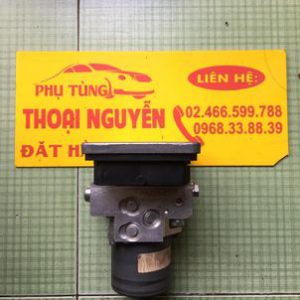 PHỤ TÙNG
THOẠI NGUYỄN
ĐẶT H
LIÊN HỆ:
02.466.599.788
0968.33.88.39